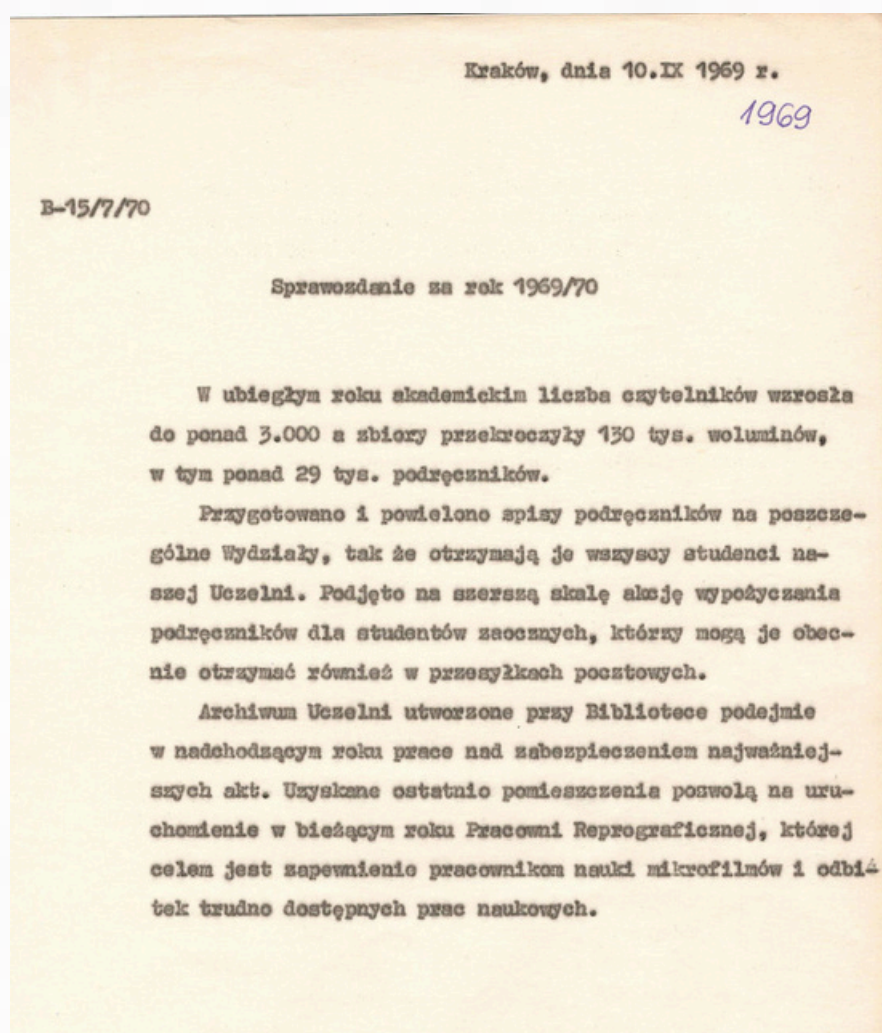 Kraków, dnia 10.IX 1969 r.
1969
B-15/7/70
Sprawozdanie za rok 1969/70
W ubiegłym roku akademickim liczba czytelników wzrosła
do ponad 3.000 a zbiory przekroczyły 130 tys. woluminów,
w tym ponad 29 tys. podręczników.
Przygotowano i powielono spisy podręczników na poszcze-
gólne Wydziały, tak że otrzymają je wszyscy studenci na-
szej Uczelni. Podjęto na szerszą skalę akcję wypożyczania
podręczników dla studentów zaocznych, którzy mogą je obec-
nie otrzymać również w przesyłkach pocztowych.
Archiwum Uczelni utworzone przy Bibliotece podejmie
w nadchodzącym roku prace nad zabezpieczeniem najważniej-
szych akt. Uzyskane ostatnio pomieszczenia pozwolą na uru-
chomienie w bieżącym roku Pracowni Reprograficznej, której
celem jest zapewnienie pracownikom nauki mikrofilmów i odbi-
tek trudno dostępnych prac naukowych.